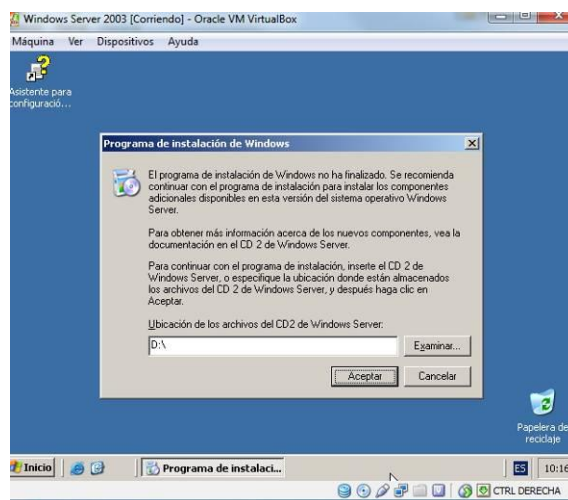 Windows Server 2003 [Corriendo] - Oracle VM VirtualBox
Máquina Ver Dispositivos Ayuda
Asistente para
configuració...
Programa de instalación de Windows
El programa de instalación de Windows no ha finalizado. Se recomienda
continuar con el programa de instalación para instalar los componentes
adicionales disponibles en esta versión del sistema operativo Windows
Server.
Para obtener más información acerca de los nuevos componentes, vea la
documentación en el CD 2 de Windows Server.
Para continuar con el programa de instalación, inserte el CD 2 de
Windows Server, o especifique la ubicación donde están almacenados
los archivos del CD 2 de Windows Server, y después haga clic en
Aceptar.
Ubicación de los archivos del CD2 de Windows Server:
D:\
Examinar...
Aceptar Cancelar
Papelera de
reciclaje
Inicio Programa de instalaci... ES 10:16
CTRL DERECHA